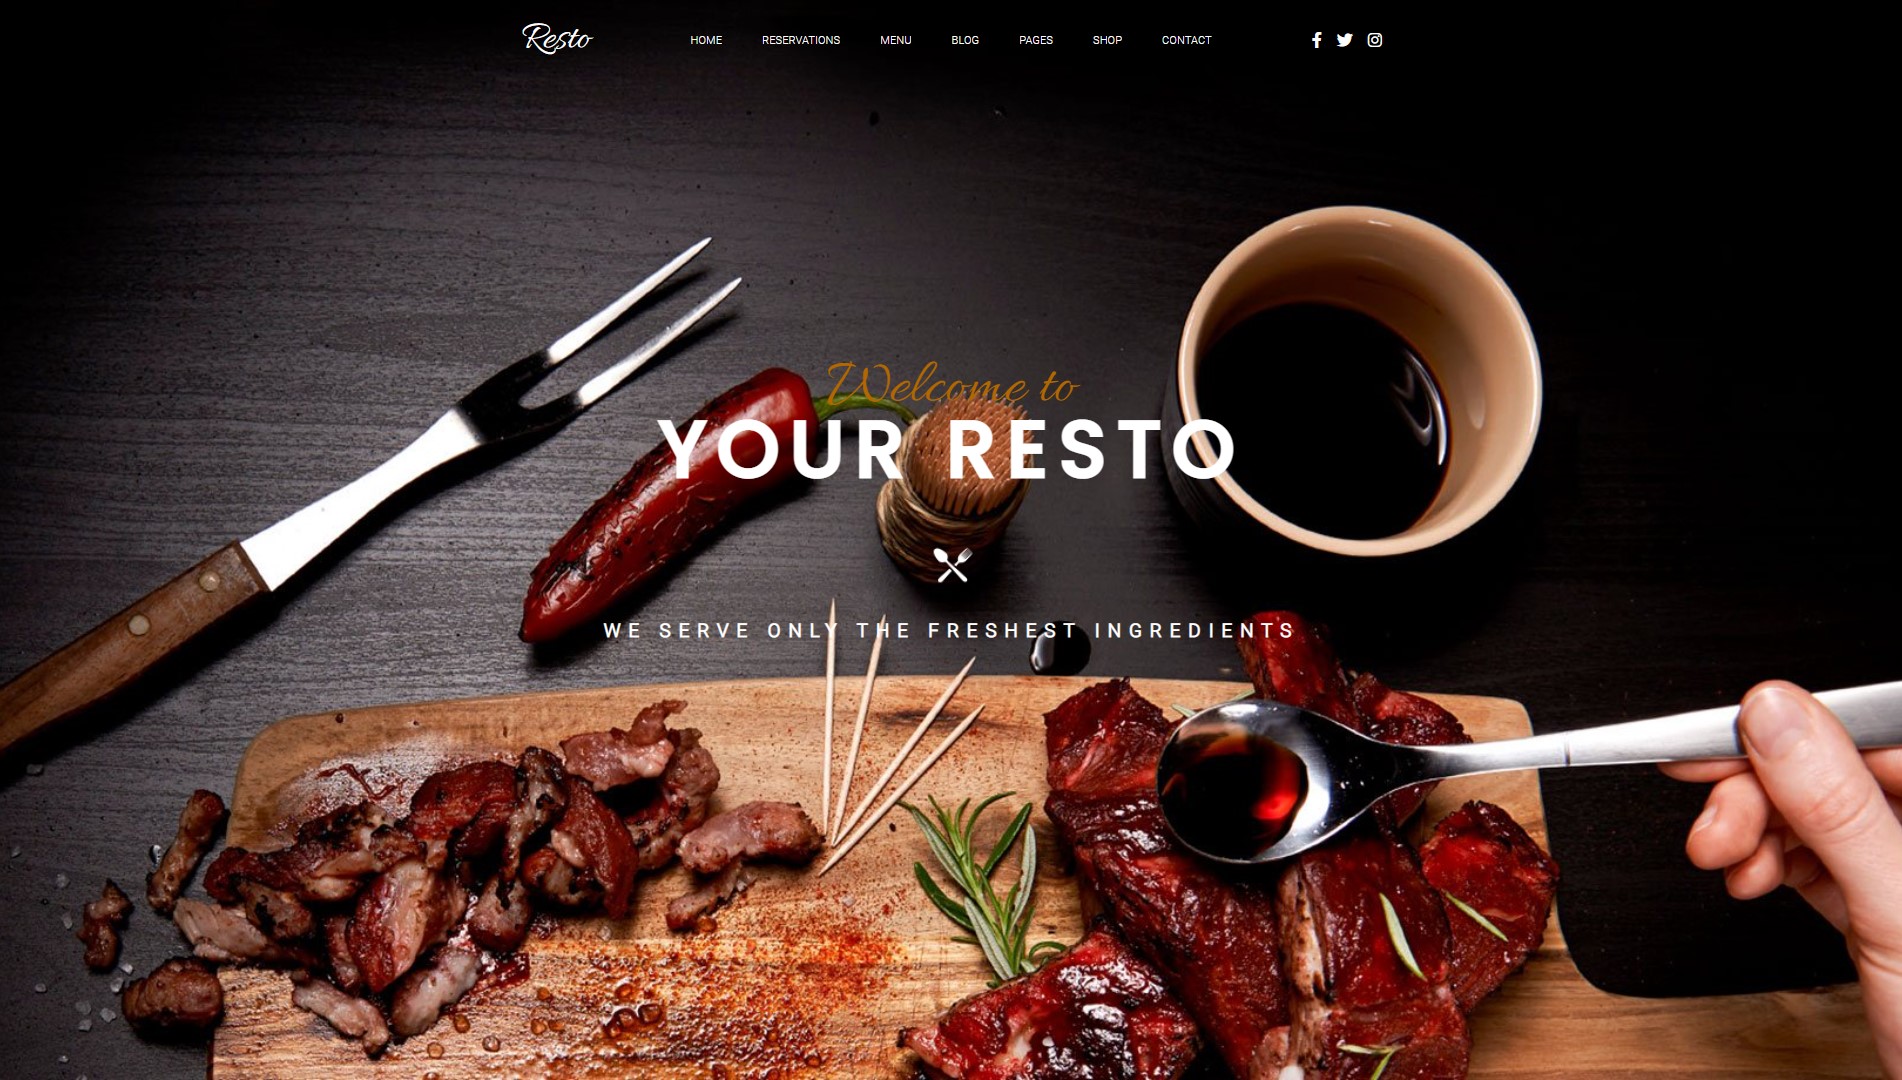 Resto
HOME RESERVATIONS MENU BLOG PAGES SHOP CONTACT
Welcome to
YOUR RESTO
WE SERVE ONLY THE FRESHEST INGREDIENTS